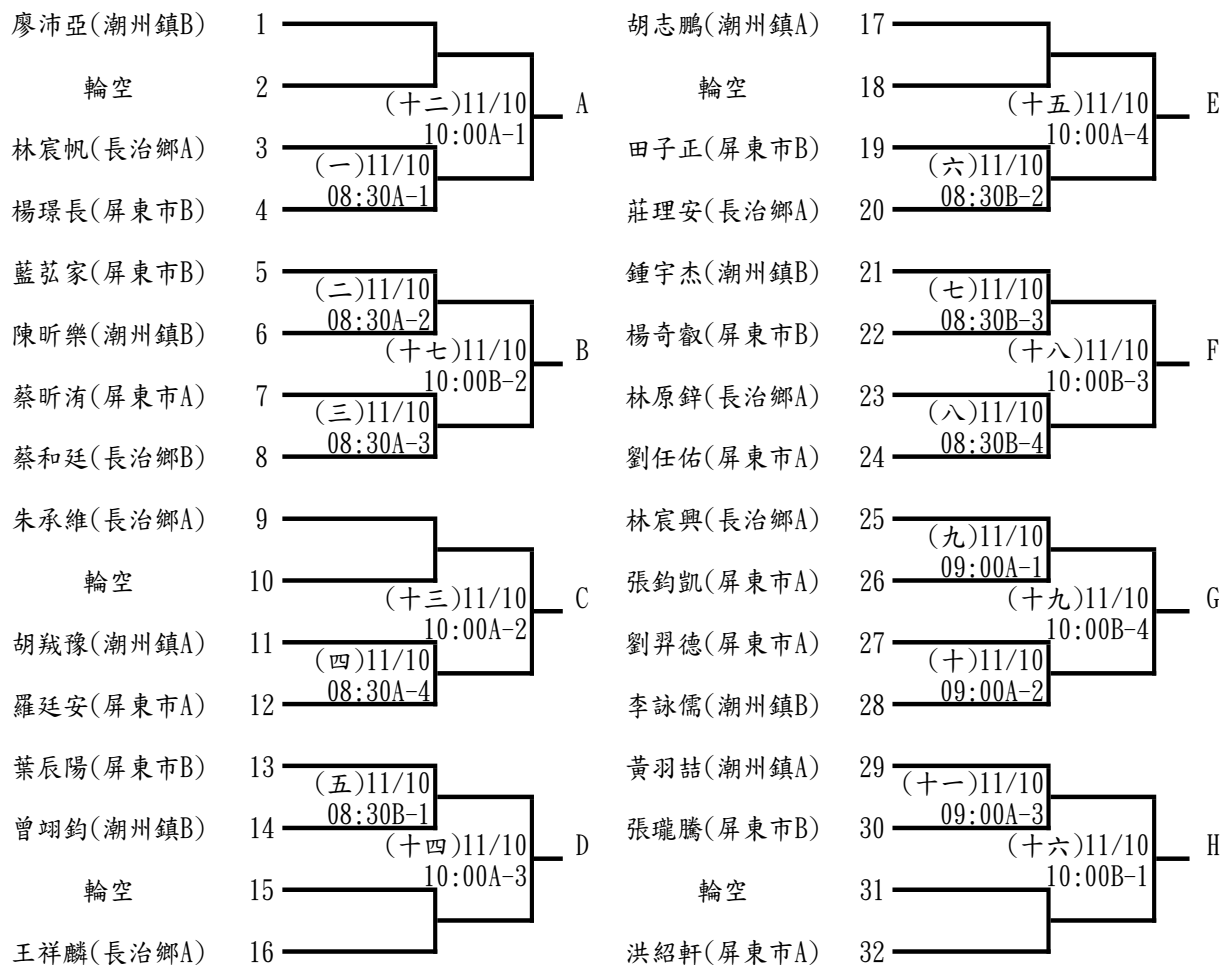 廖沛亞(潮州鎮B) 1
輪空 2
(十二)11/10 A
10:00A-1
林宸帆(長治鄉A) 3
(一)11/10
08:30A-1
楊璟長(屏東市B) 4
藍苰家(屏東市B) 5
(二)11/10
08:30A-2
陳昕樂(潮州鎮B) 6
(十七)11/10 B
10:00B-2
蔡昕洧(屏東市A) 7
(三)11/10
08:30A-3
蔡和廷(長治鄉B) 8
朱承維(長治鄉A) 9
輪空 10
(十三)11/10 C
10:00A-2
胡羢豫(潮州鎮A) 11
(四)11/10
08:30A-4
羅廷安(屏東市A) 12
葉辰陽(屏東市B) 13
(五)11/10
08:30B-1
曾翊鈞(潮州鎮B) 14
(十四)11/10 D
10:00A-3
輪空 15
王祥麟(長治鄉A) 16
胡志鵬(潮州鎮A) 17
輪空 18
(十五)11/10 E
10:00A-4
田子正(屏東市B) 19
(六)11/10
08:30B-2
莊理安(長治鄉A) 20
鍾宇杰(潮州鎮B) 21
(七)11/10
08:30B-3
楊奇叡(屏東市B) 22
(十八)11/10 F
10:00B-3
林原鋅(長治鄉A) 23
(八)11/10
08:30B-4
劉任佑(屏東市A) 24
林宸興(長治鄉A) 25
(九)11/10
09:00A-1
張鈞凱(屏東市A) 26
(十九)11/10 G
10:00B-4
劉羿德(屏東市A) 27
(十)11/10
09:00A-2
李詠儒(潮州鎮B) 28
黃羽喆(潮州鎮A) 29
(十一)11/10
09:00A-3
張瓏騰(屏東市B) 30
(十六)11/10 H
10:00B-1
輪空 31
洪紹軒(屏東市A) 32